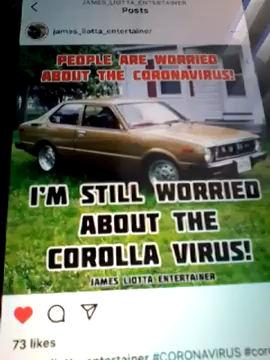 JAMES_LIOTTA_ENTERTAINER
Posts
james_liotta_entertainer
PEOPLE ARE WORRIED
ABOUT THE CORONAVIRUS!
I'M STILL WORRIED
ABOUT THE
COROLLA VIRUS!
JAMES LIOTTA ENTERTAINER
73 likes
entertainer #CORONAVIRUS